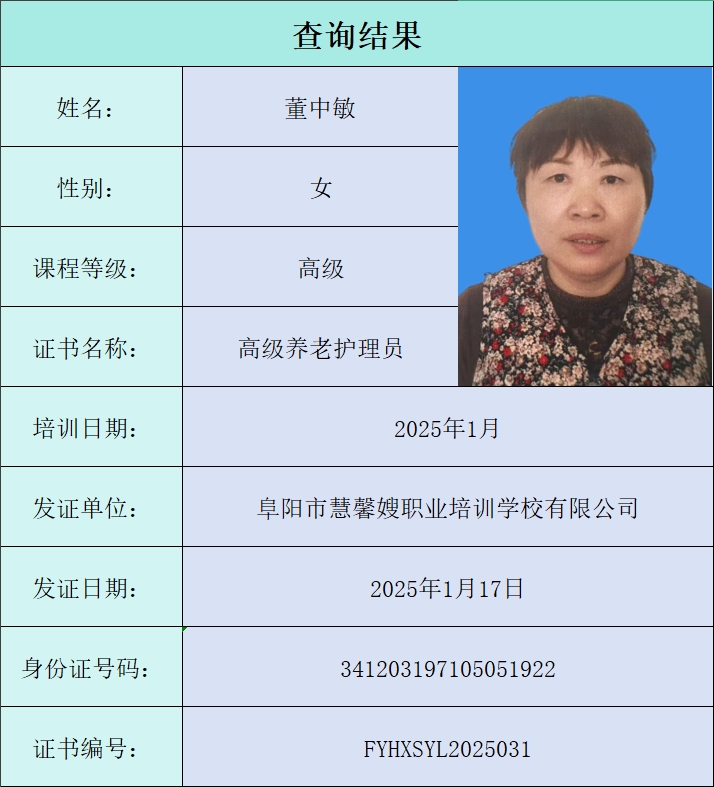 查询结果
姓名： 董中敏
性别： 女
课程等级： 高级
证书名称： 高级养老护理员
培训日期： 2025年1月
发证单位： 阜阳市慧馨嫂职业培训学校有限公司
发证日期： 2025年1月17日
身份证号码： 341203197105051922
证书编号： FYHXSYL2025031